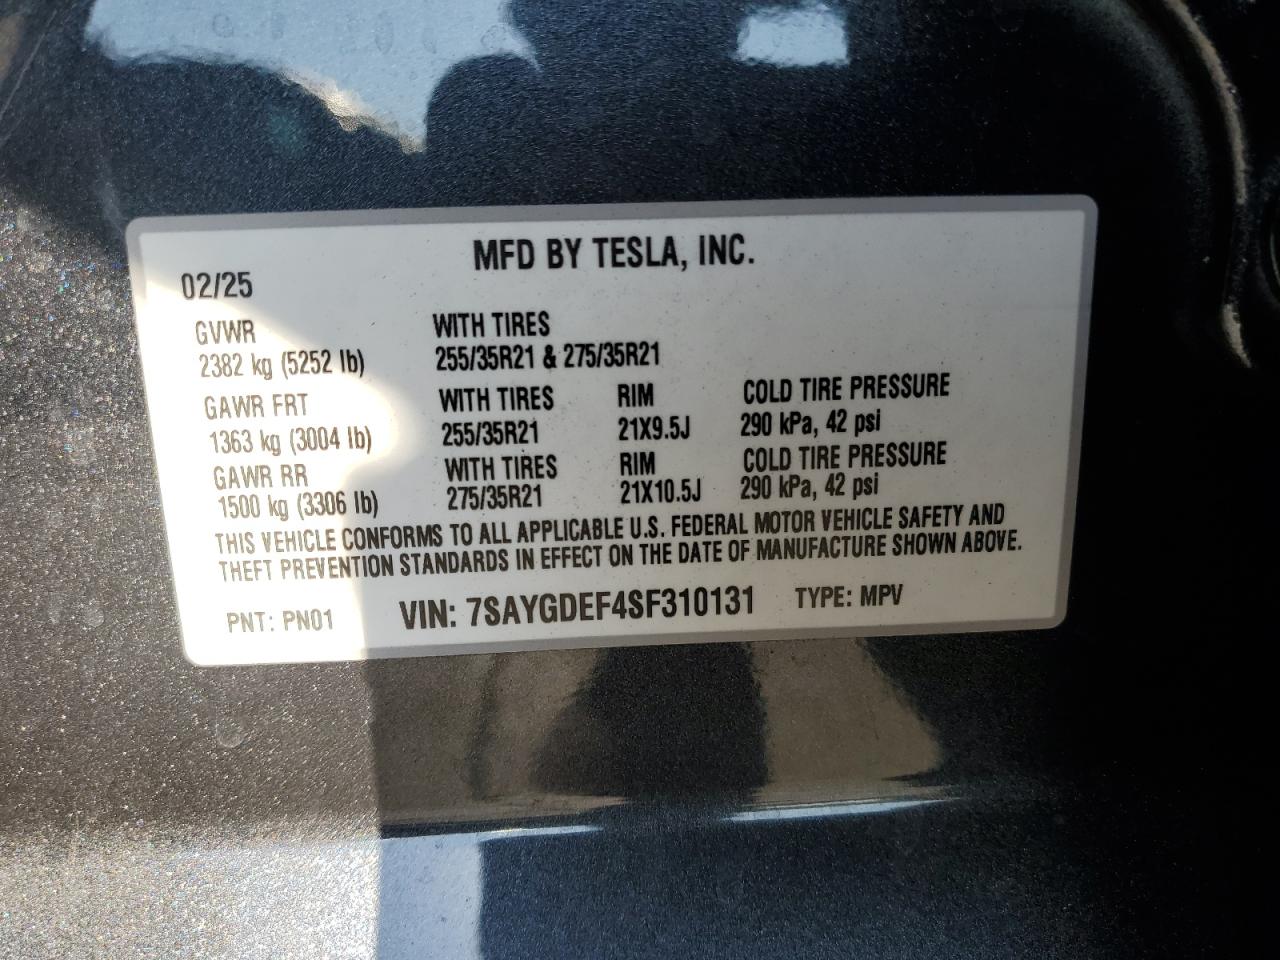 MFD BY TESLA, INC.
02/25
GVWR WITH TIRES
2382 kg (5252 lb) 255/35R21 & 275/35R21
GAWR FRT WITH TIRES RIM COLD TIRE PRESSURE
1363 kg (3004 lb) 255/35R21 21X9.5J 290 kPa, 42 psi
GAWR RR WITH TIRES RIM COLD TIRE PRESSURE
1500 kg (3306 lb) 275/35R21 21X10.5J 290 kPa, 42 psi
THIS VEHICLE CONFORMS TO ALL APPLICABLE U.S. FEDERAL MOTOR VEHICLE SAFETY AND
THEFT PREVENTION STANDARDS IN EFFECT ON THE DATE OF MANUFACTURE SHOWN ABOVE.
PNT: PN01 VIN: 7SAYGDEF4SF310131 TYPE: MPV